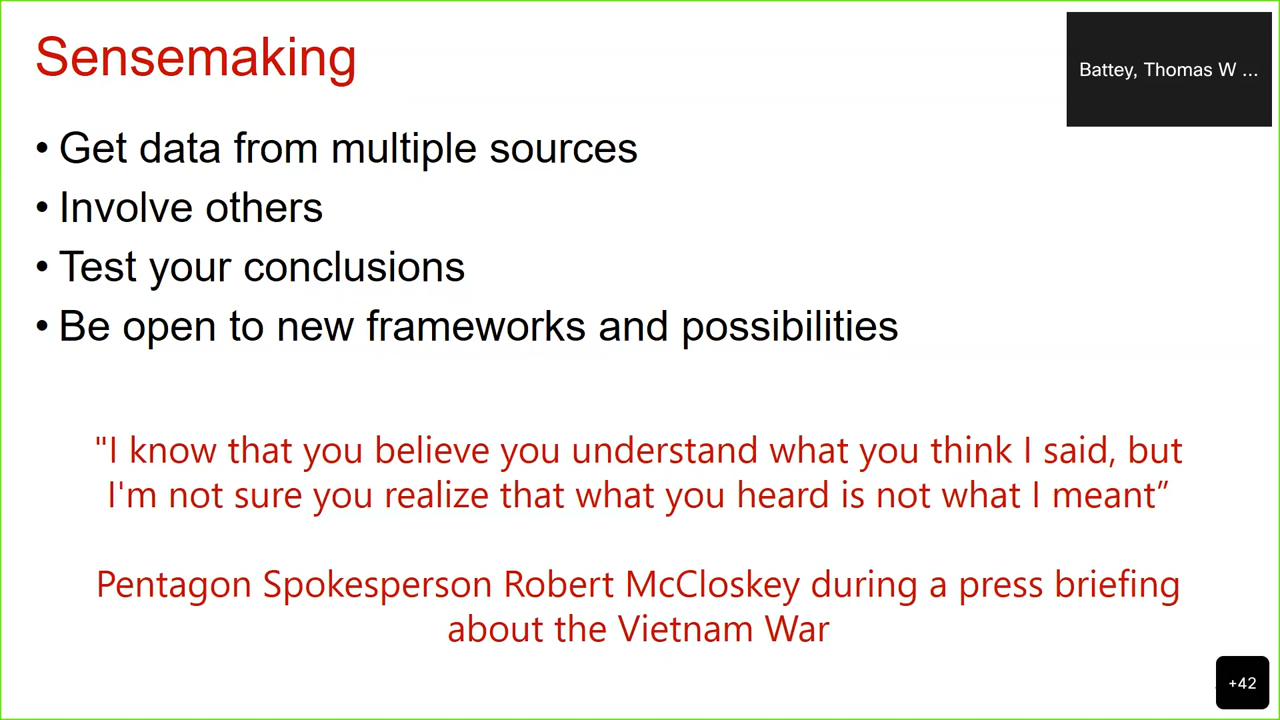 Sensemaking
Battey, Thomas W ...
• Get data from multiple sources
• Involve others
• Test your conclusions
• Be open to new frameworks and possibilities
"I know that you believe you understand what you think I said, but
I'm not sure you realize that what you heard is not what I meant”
Pentagon Spokesperson Robert McCloskey during a press briefing
about the Vietnam War
+42